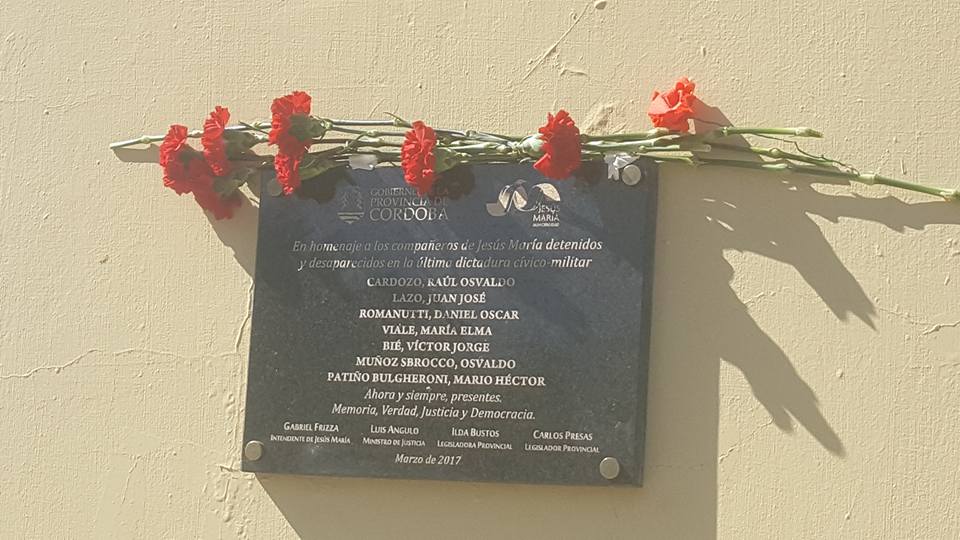 GOBIERNO DE LA
PROVINCIA DE
CÓRDOBA
JESÚS
MARÍA
MUNICIPALIDAD
En homenaje a los compañeros de Jesús María detenidos
y desaparecidos en la última dictadura cívico-militar
CARDOZO, RAÚL OSVALDO
LAZO, JUAN JOSÉ
ROMANUTTI, DANIEL OSCAR
VIALE, MARÍA ELMA
BIÉ, VÍCTOR JORGE
MUÑOZ SBROCCO, OSVALDO
PATIÑO BULGHERONI, MARIO HÉCTOR
Ahora y siempre, presentes.
Memoria, Verdad, Justicia y Democracia.
GABRIEL FRIZZA
INTENDENTE DE JESÚS MARÍA
LUIS ANGULO
MINISTRO DE JUSTICIA
ILDA BUSTOS
LEGISLADORA PROVINCIAL
CARLOS PRESAS
LEGISLADOR PROVINCIAL
Marzo de 2017